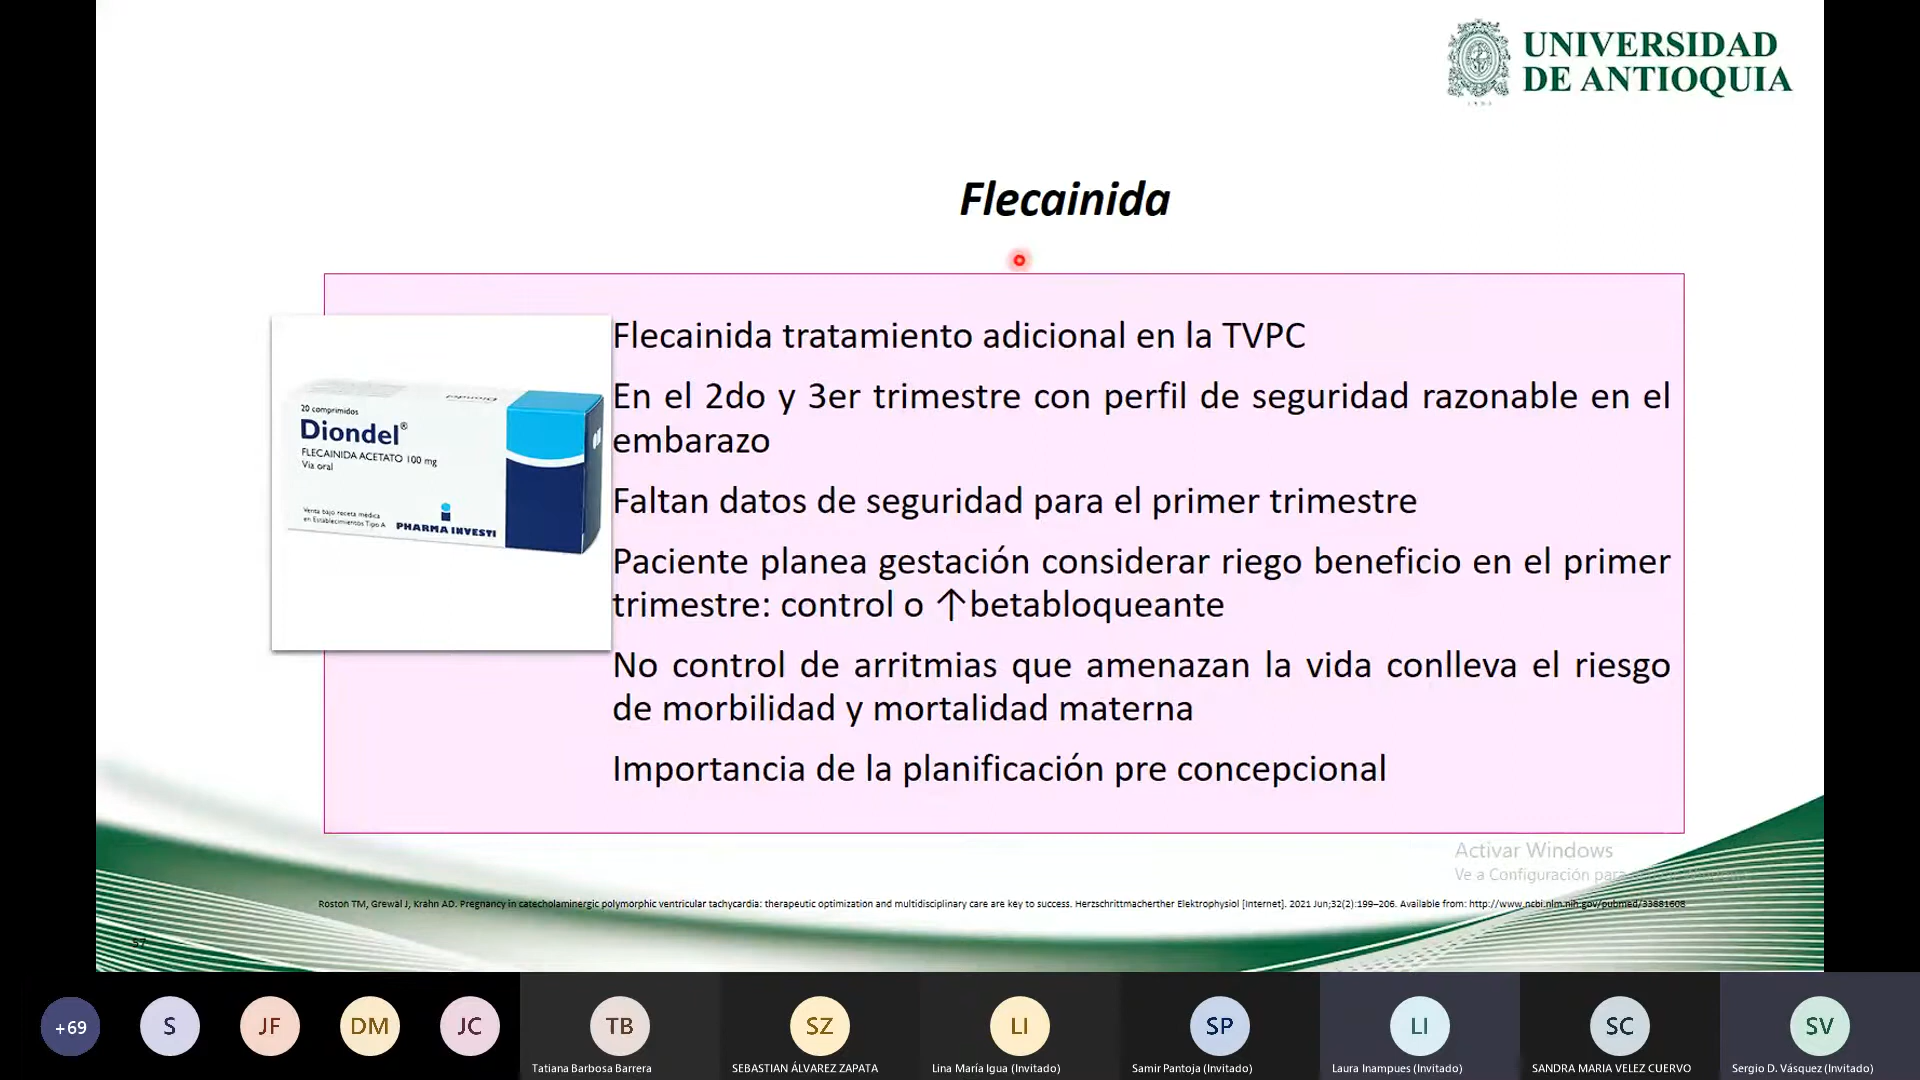 UNIVERSIDAD
DE ANTIOQUIA
Flecainida
Flecainida tratamiento adicional en la TVPC
En el 2do y 3er trimestre con perfil de seguridad razonable en el
embarazo
Faltan datos de seguridad para el primer trimestre
Paciente planea gestación considerar riego beneficio en el primer
trimestre: control o ↑betabloqueante
No control de arritmias que amenazan la vida conlleva el riesgo
de morbilidad y mortalidad materna
Importancia de la planificación pre concepcional
20 comprimidos
Diondel®
FLECAINIDA ACETATO 100 mg
Vía oral
Venta bajo receta médica
en Establecimientos Tipo A
PHARMA INVESTI
Activar Windows
Ve a Configuración para
Roston TM, Grewal J, Krahn AD. Pregnancy in catecholaminergic polymorphic ventricular tachycardia: therapeutic optimization and multidisciplinary care are key to success. Herzschrittmacherther Elektrophysiol [Internet]. 2021 Jun;32(2):199–206. Available from: http://www.ncbi.nlm.nih.gov/pubmed/33881608
57
+69
S
JF
DM
JC
TB
SZ
LI
SP
LI
SC
SV
Tatiana Barbosa Barrera
SEBASTIAN ÁLVAREZ ZAPATA
Lina María Igua (Invitado)
Samir Pantoja (Invitado)
Laura Inampues (Invitado)
SANDRA MARIA VELEZ CUERVO
Sergio D. Vásquez (Invitado)